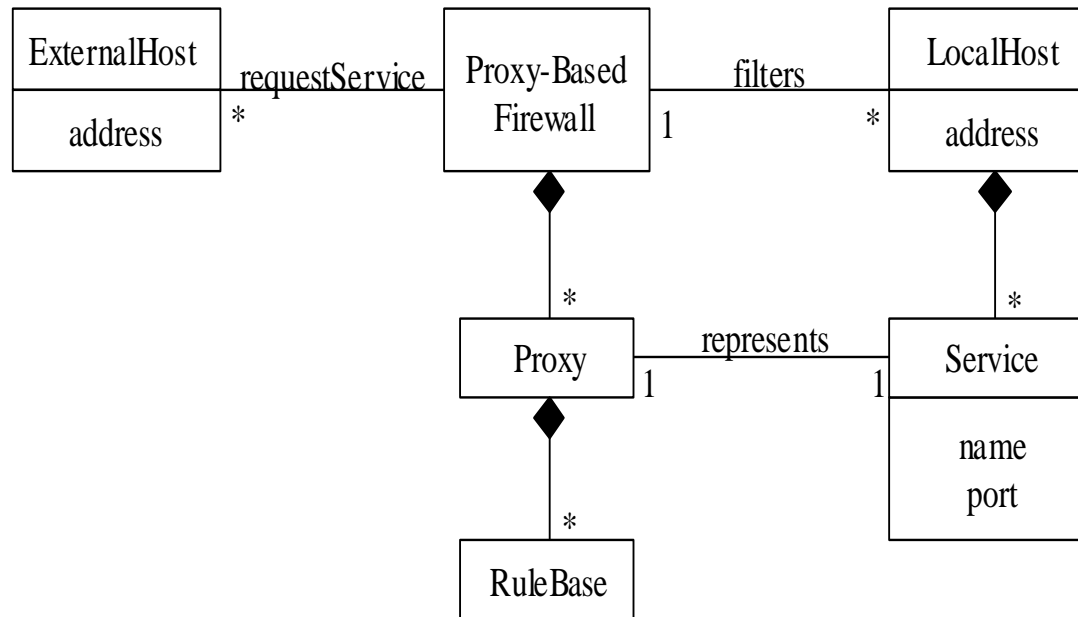 ExternalHost
address
requestService
*
Proxy-Based
Firewall
filters
1
*
LocalHost
address
*
*
Proxy
represents
1
1
Service
name
port
*
RuleBase